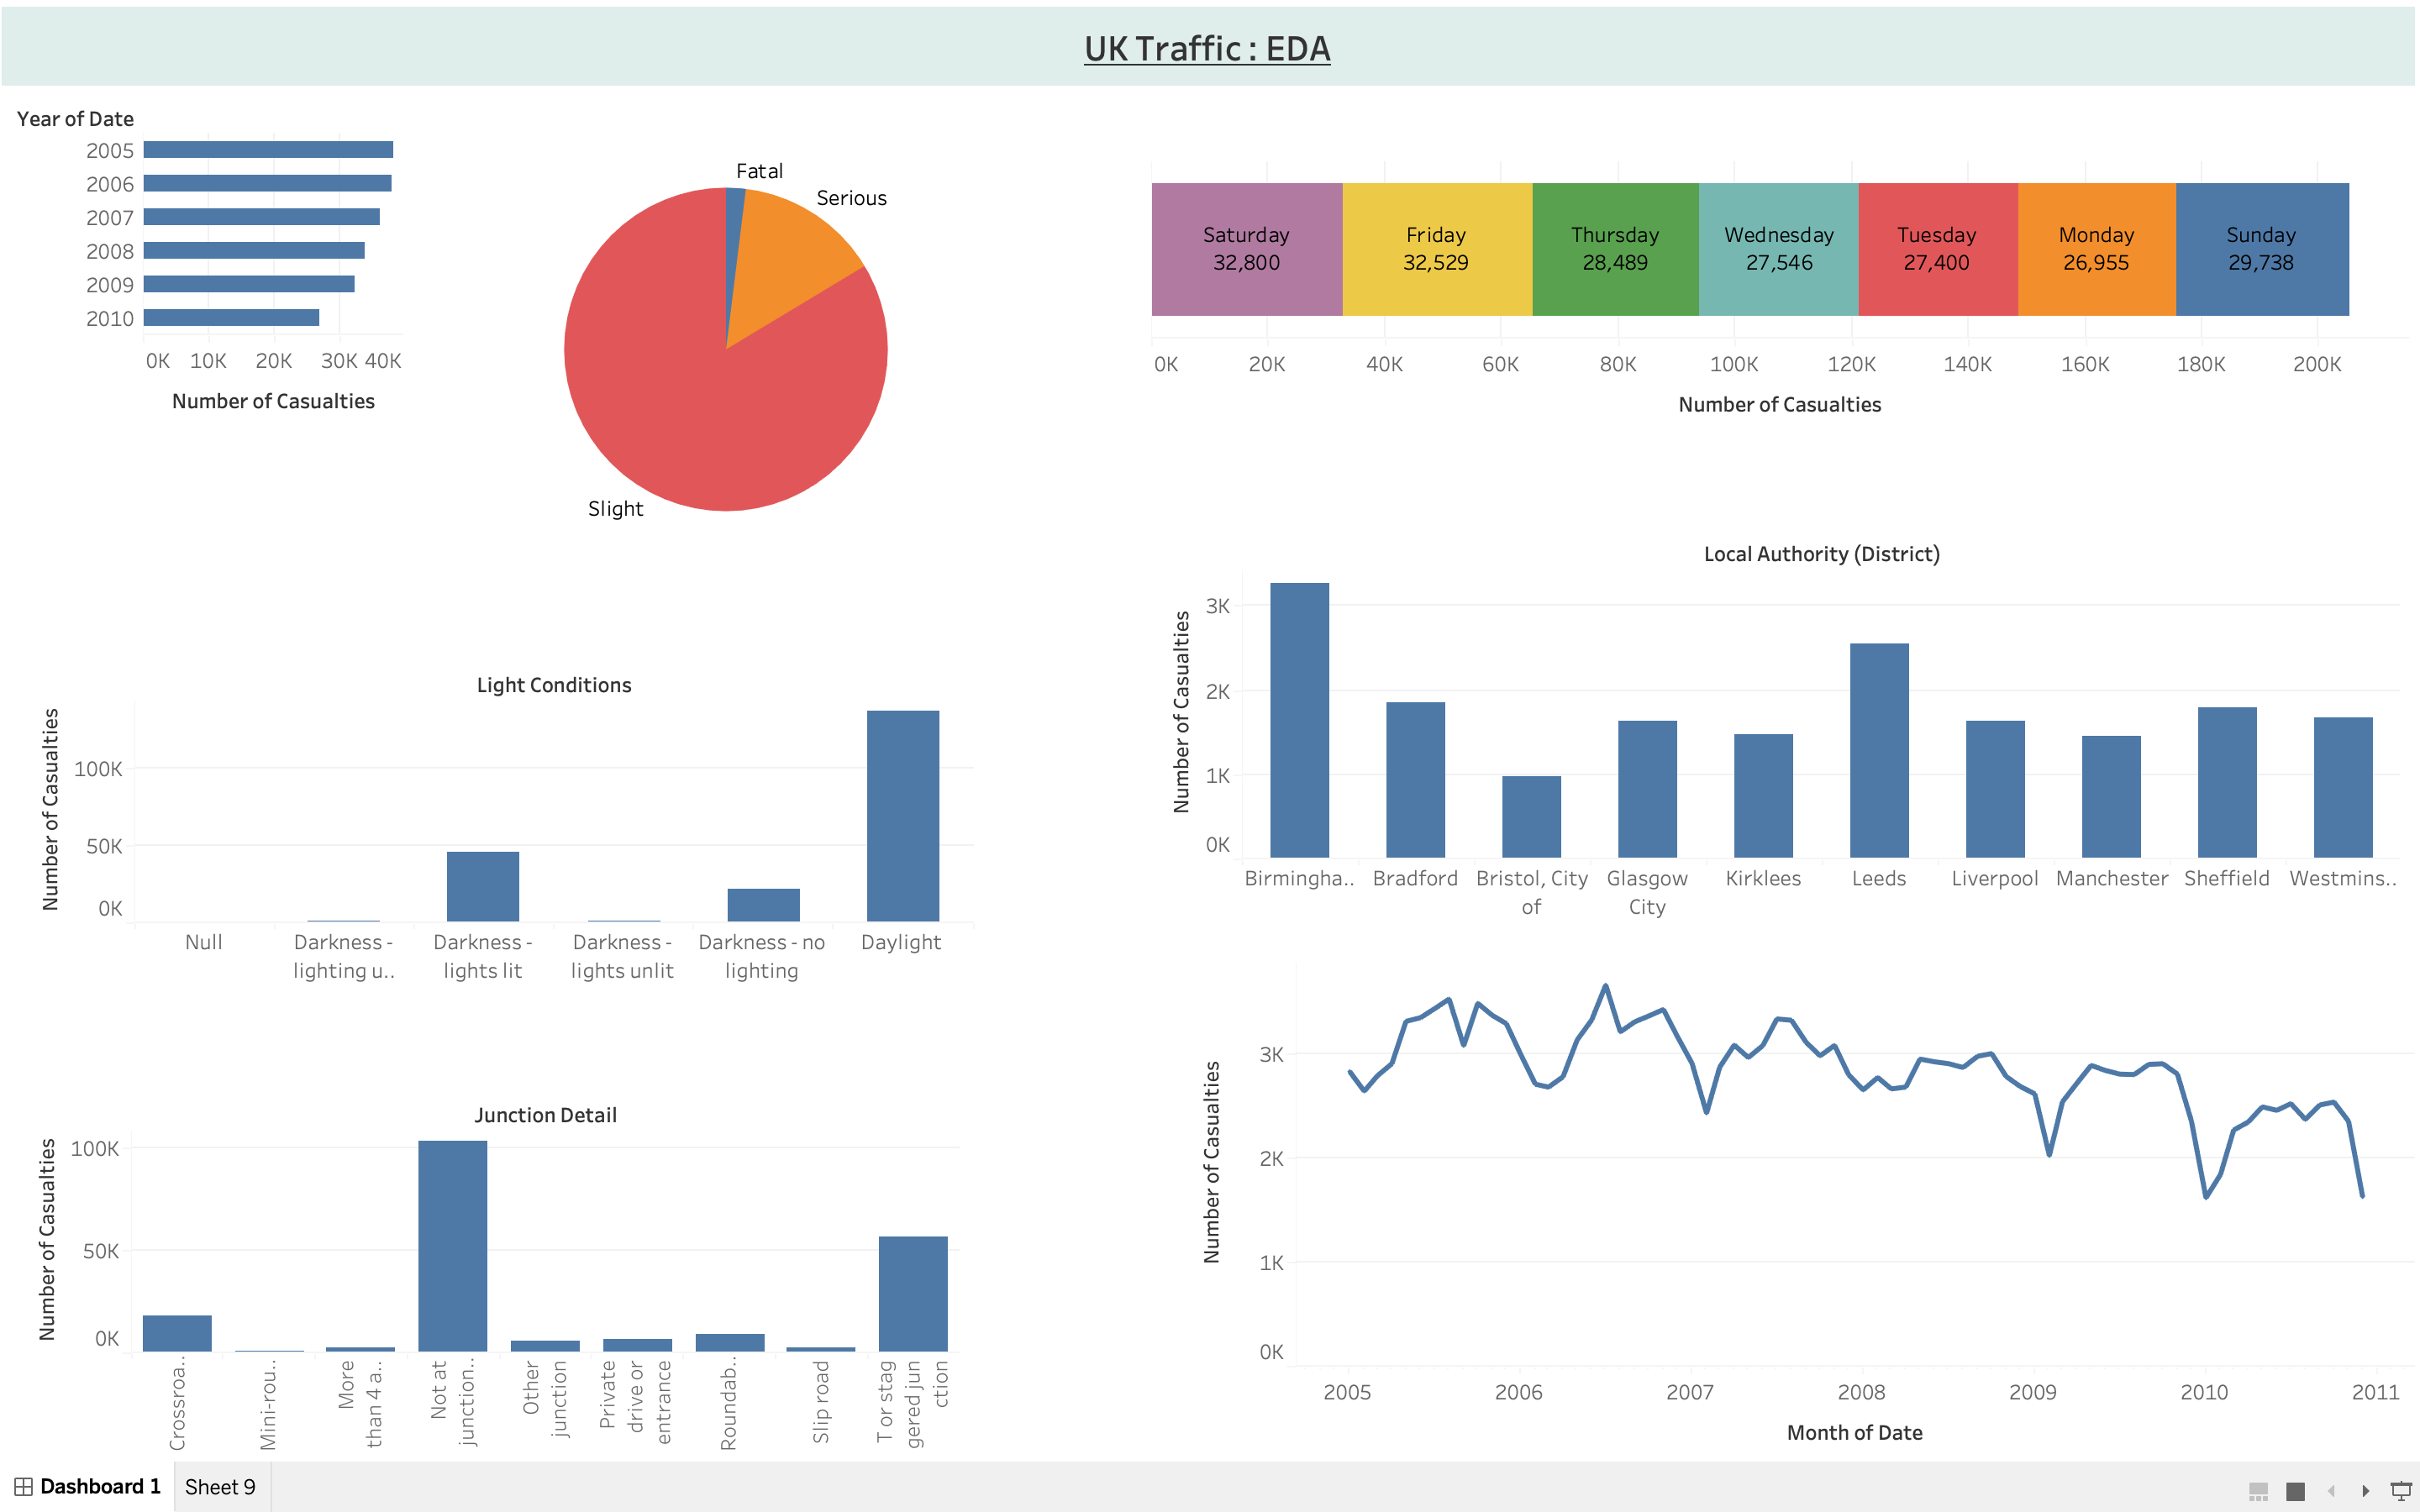 UK Traffic : EDA
Year of Date
2005
2006
2007
2008
2009
2010
0K 10K 20K 30K 40K
Number of Casualties
Fatal
Serious
Slight
Saturday
32,800
Friday
32,529
Thursday
28,489
Wednesday
27,546
Tuesday
27,400
Monday
26,955
Sunday
29,738
0K 20K 40K 60K 80K 100K 120K 140K 160K 180K 200K
Number of Casualties
Light Conditions
Number of Casualties
100K
50K
0K
Null
Darkness -
lighting u..
Darkness -
lights lit
Darkness -
lights unlit
Darkness - no
lighting
Daylight
Local Authority (District)
Number of Casualties
3K
2K
1K
0K
Birmingha..
Bradford
Bristol, City
of
Glasgow
City
Kirklees
Leeds
Liverpool
Manchester
Sheffield
Westmins..
Junction Detail
Number of Casualties
100K
50K
0K
Crossroa..
Mini-rou..
More
than 4 a..
Not at
junction..
Other
junction
Private
drive or
entrance
Roundab..
Slip road
T or stag
gered jun
ction
Number of Casualties
3K
2K
1K
0K
2005 2006 2007 2008 2009 2010 2011
Month of Date
Dashboard 1
Sheet 9